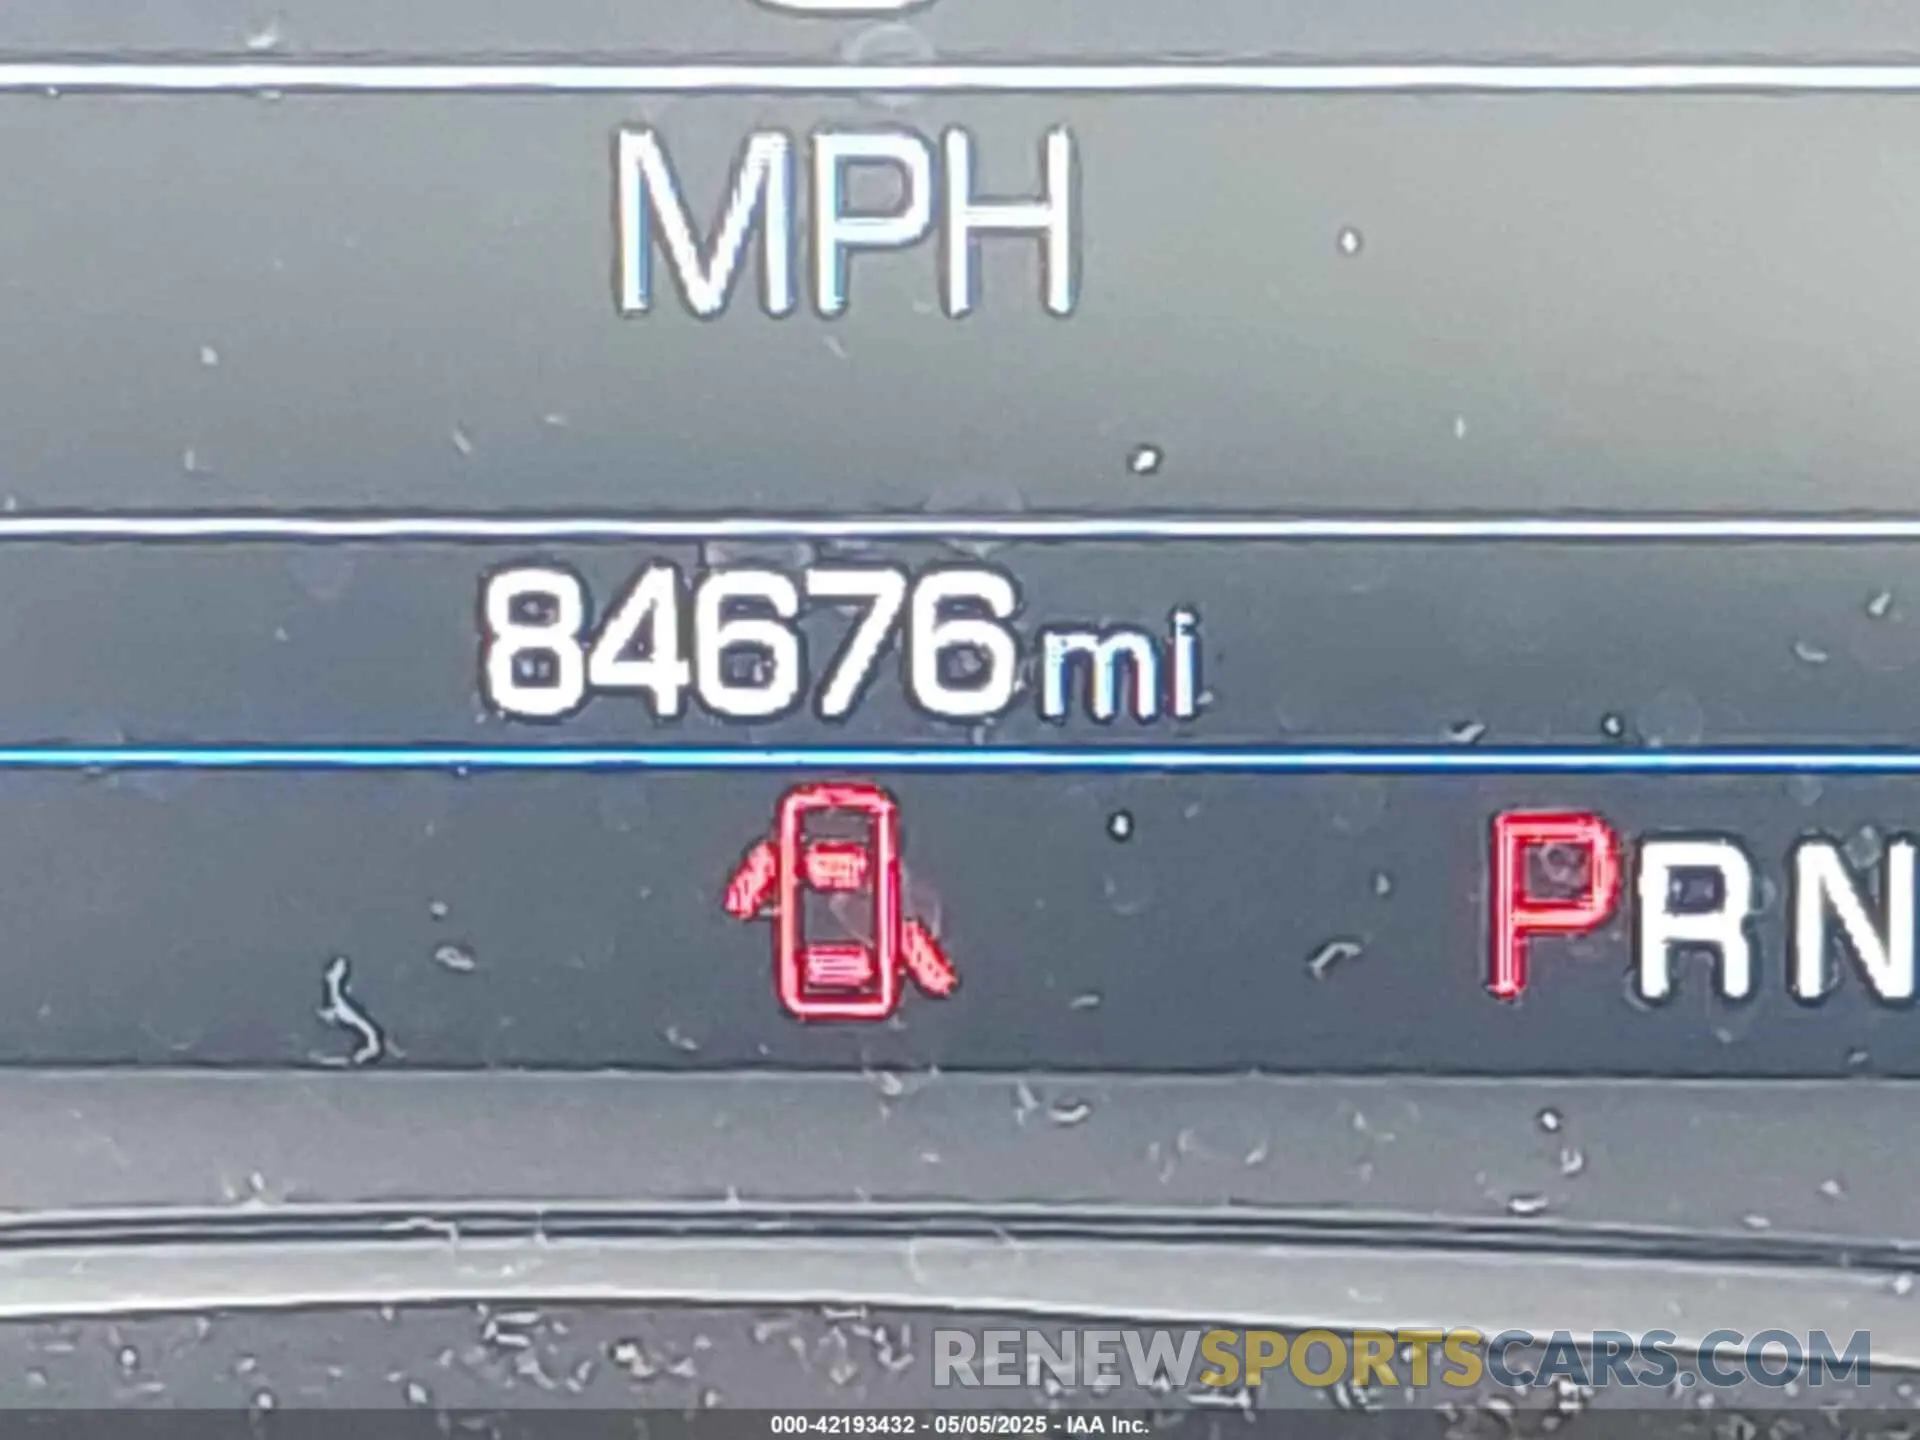 MPH
84676mi
PRN
RENEWSPORTSCARS.COM
000-42193432 - 05/05/2025 - IAA Inc.